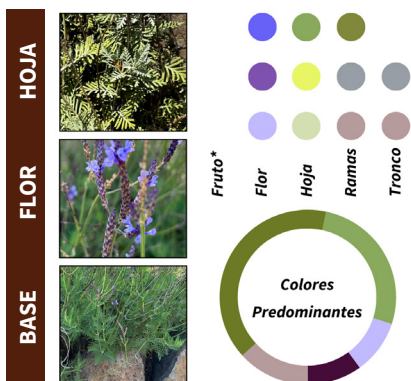 HOJA
FLOR
BASE
Fruto*
Flor
Hoja
Ramas
Tronco
Colores
Predominantes